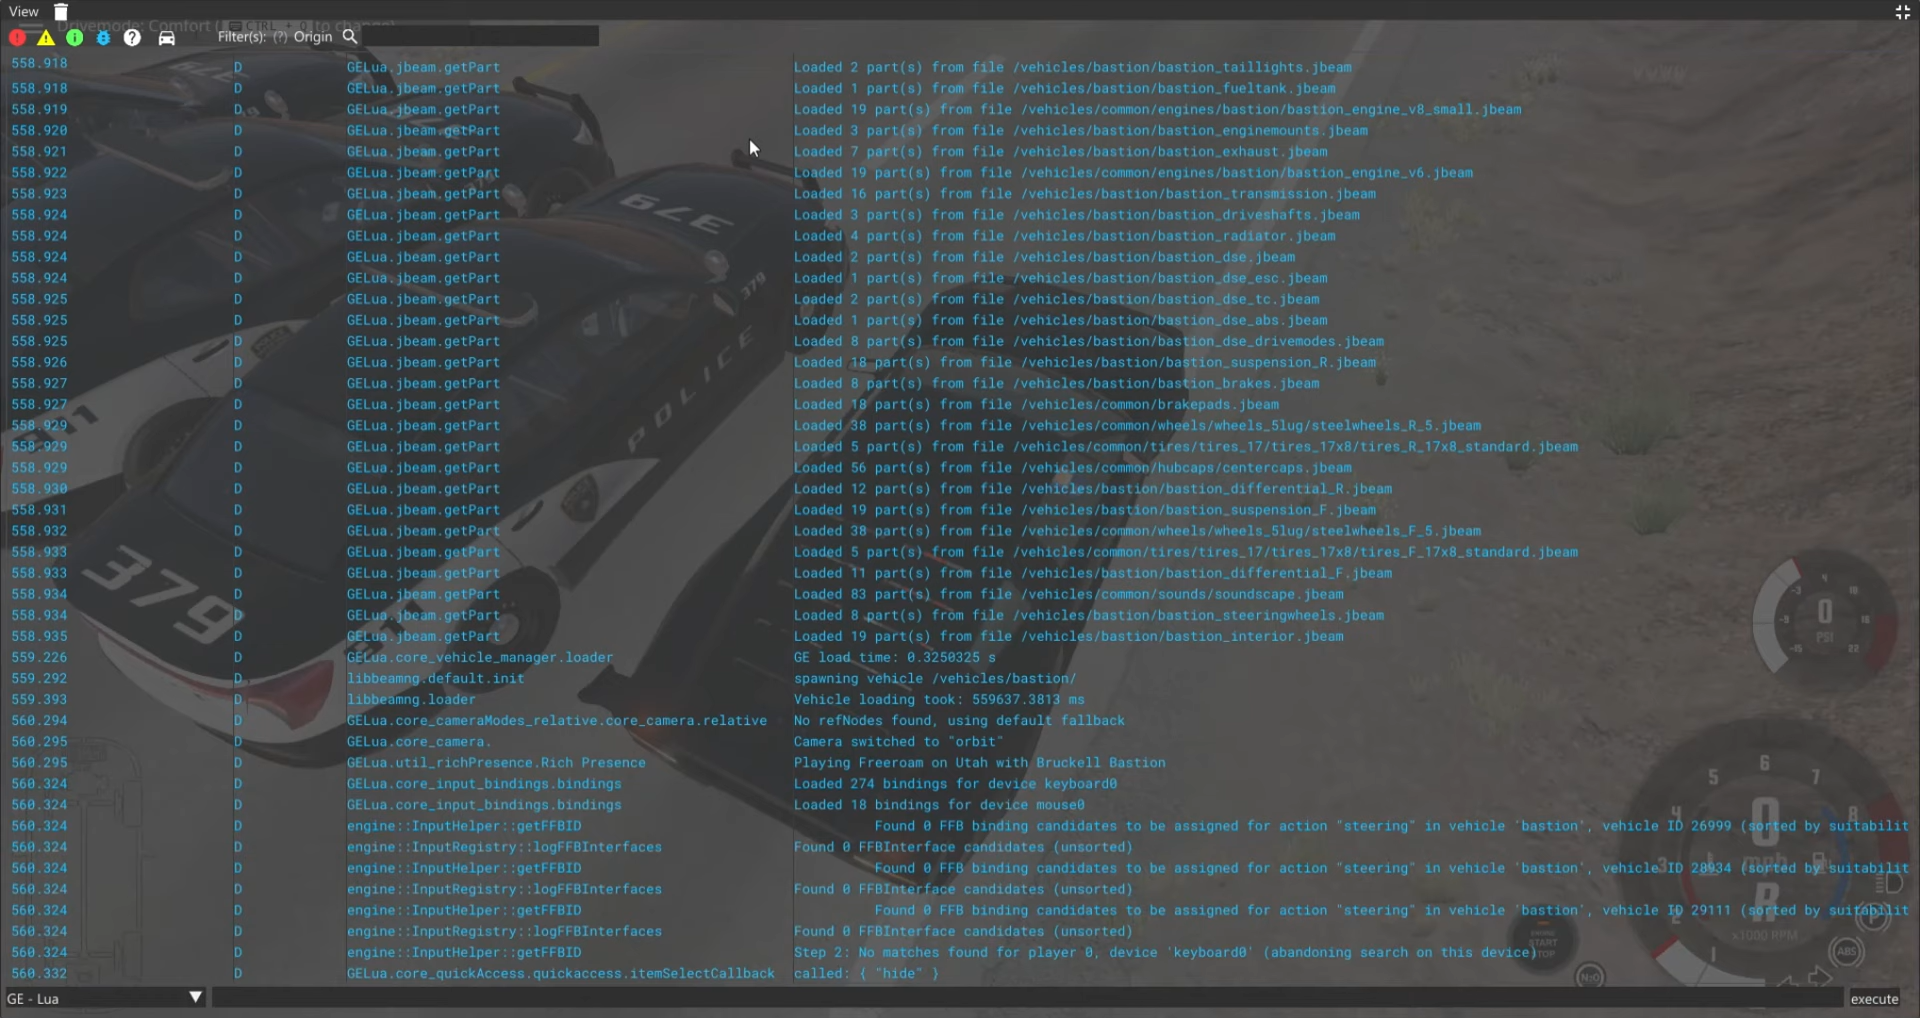 View
Drivemode: Comfort ( CTRL + Q to change)
Filter(s): (?) Origin
558.918 D GELua.jbeam.getPart Loaded 2 part(s) from file /vehicles/bastion/bastion_taillights.jbeam
558.918 D GELua.jbeam.getPart Loaded 1 part(s) from file /vehicles/bastion/bastion_fueltank.jbeam
558.919 D GELua.jbeam.getPart Loaded 19 part(s) from file /vehicles/common/engines/bastion/bastion_engine_v8_small.jbeam
558.920 D GELua.jbeam.getPart Loaded 3 part(s) from file /vehicles/bastion/bastion_enginemounts.jbeam
558.921 D GELua.jbeam.getPart Loaded 7 part(s) from file /vehicles/bastion/bastion_exhaust.jbeam
558.922 D GELua.jbeam.getPart Loaded 19 part(s) from file /vehicles/common/engines/bastion/bastion_engine_v6.jbeam
558.923 D GELua.jbeam.getPart Loaded 16 part(s) from file /vehicles/bastion/bastion_transmission.jbeam
558.924 D GELua.jbeam.getPart Loaded 3 part(s) from file /vehicles/bastion/bastion_driveshafts.jbeam
558.924 D GELua.jbeam.getPart Loaded 4 part(s) from file /vehicles/bastion/bastion_radiator.jbeam
558.924 D GELua.jbeam.getPart Loaded 2 part(s) from file /vehicles/bastion/bastion_dse.jbeam
558.924 D GELua.jbeam.getPart Loaded 1 part(s) from file /vehicles/bastion/bastion_dse_esc.jbeam
558.925 D GELua.jbeam.getPart Loaded 2 part(s) from file /vehicles/bastion/bastion_dse_tc.jbeam
558.925 D GELua.jbeam.getPart Loaded 1 part(s) from file /vehicles/bastion/bastion_dse_abs.jbeam
558.925 D GELua.jbeam.getPart Loaded 8 part(s) from file /vehicles/bastion/bastion_dse_drivemodes.jbeam
558.926 D GELua.jbeam.getPart Loaded 18 part(s) from file /vehicles/bastion/bastion_suspension_R.jbeam
558.927 D GELua.jbeam.getPart Loaded 8 part(s) from file /vehicles/bastion/bastion_brakes.jbeam
558.927 D GELua.jbeam.getPart Loaded 18 part(s) from file /vehicles/common/brakepads.jbeam
558.929 D GELua.jbeam.getPart Loaded 38 part(s) from file /vehicles/common/wheels/wheels_5lug/steelwheels_R_5.jbeam
558.929 D GELua.jbeam.getPart Loaded 5 part(s) from file /vehicles/common/tires/tires_17/tires_17x8/tires_R_17x8_standard.jbeam
558.929 D GELua.jbeam.getPart Loaded 56 part(s) from file /vehicles/common/hubcaps/centercaps.jbeam
558.930 D GELua.jbeam.getPart Loaded 12 part(s) from file /vehicles/bastion/bastion_differential_R.jbeam
558.931 D GELua.jbeam.getPart Loaded 19 part(s) from file /vehicles/bastion/bastion_suspension_F.jbeam
558.932 D GELua.jbeam.getPart Loaded 38 part(s) from file /vehicles/common/wheels/wheels_5lug/steelwheels_F_5.jbeam
558.933 D GELua.jbeam.getPart Loaded 5 part(s) from file /vehicles/common/tires/tires_17/tires_17x8/tires_F_17x8_standard.jbeam
558.933 D GELua.jbeam.getPart Loaded 11 part(s) from file /vehicles/bastion/bastion_differential_F.jbeam
558.934 D GELua.jbeam.getPart Loaded 83 part(s) from file /vehicles/common/sounds/soundscape.jbeam
558.934 D GELua.jbeam.getPart Loaded 8 part(s) from file /vehicles/bastion/bastion_steeringwheels.jbeam
558.935 D GELua.jbeam.getPart Loaded 19 part(s) from file /vehicles/bastion/bastion_interior.jbeam
559.226 D GELua.core_vehicle_manager.loader GE load time: 0.3250325 s
559.292 D libbeamng.default.init spawning vehicle /vehicles/bastion/
559.393 D libbeamng.loader Vehicle loading took: 559637.3813 ms
560.294 D GELua.core_cameraModes_relative.core_camera.relative No refNodes found, using default fallback
560.295 D GELua.core_camera. Camera switched to "orbit"
560.295 D GELua.util_richPresence.Rich Presence Playing Freeroam on Utah with Bruckell Bastion
560.324 D GELua.core_input_bindings.bindings Loaded 274 bindings for device keyboard0
560.324 D GELua.core_input_bindings.bindings Loaded 18 bindings for device mouse0
560.324 D engine::InputHelper::getFFBID Found 0 FFB binding candidates to be assigned for action "steering" in vehicle 'bastion', vehicle ID 26999 (sorted by suitabilit
560.324 D engine::InputRegistry::logFFBInterfaces Found 0 FFBInterface candidates (unsorted)
560.324 D engine::InputHelper::getFFBID Found 0 FFB binding candidates to be assigned for action "steering" in vehicle 'bastion', vehicle ID 28934 (sorted by suitabilit
560.324 D engine::InputRegistry::logFFBInterfaces Found 0 FFBInterface candidates (unsorted)
560.324 D engine::InputHelper::getFFBID Found 0 FFB binding candidates to be assigned for action "steering" in vehicle 'bastion', vehicle ID 29111 (sorted by suitabilit
560.324 D engine::InputRegistry::logFFBInterfaces Found 0 FFBInterface candidates (unsorted)
560.324 D engine::InputHelper::getFFBID Step 2: No matches found for player 0, device 'keyboard0' (abandoning search on this device)
560.332 D GELua.core_quickAccess.quickaccess.itemSelectCallback called: { "hide" }
GE - Lua
execute
379
379
379
POLICE
0
PSI
5
6
7
8
4
3
1
0
mph
R
x1000 RPM
START
STOP
N2O
ABS